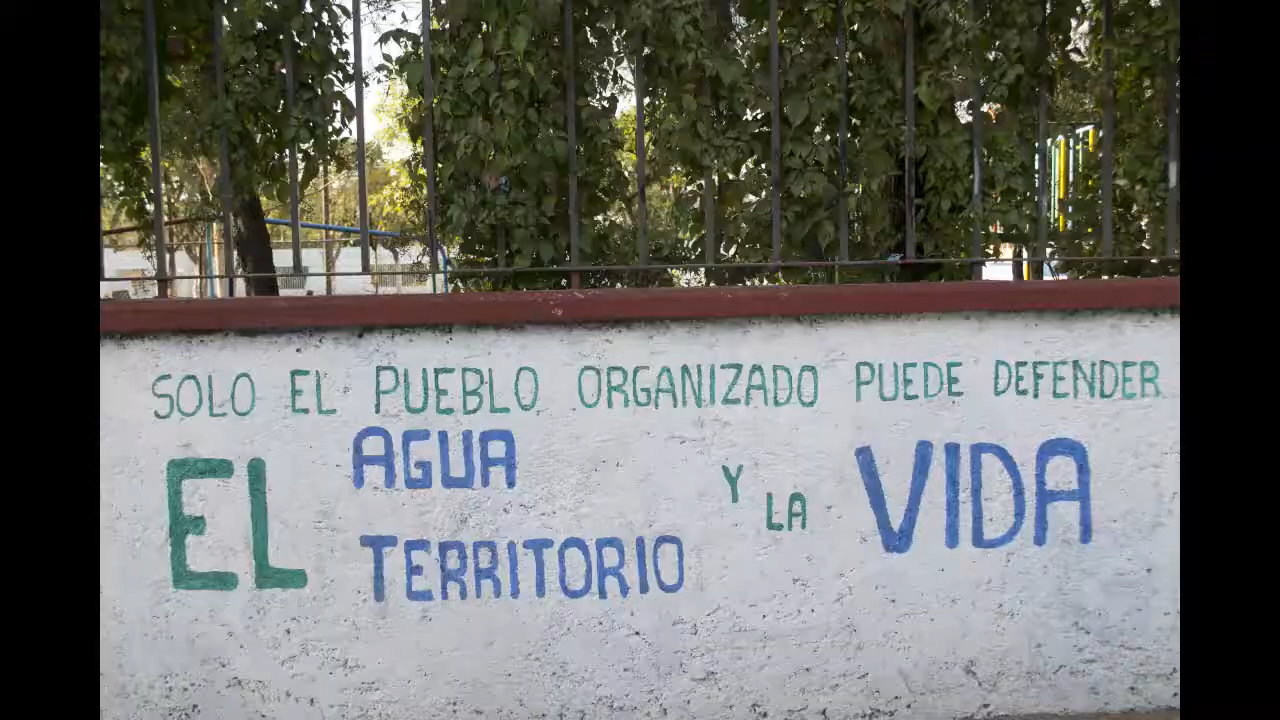 SOLO EL PUEBLO ORGANIZADO PUEDE DEFENDER
EL AGUA
TERRITORIO
Y LA VIDA